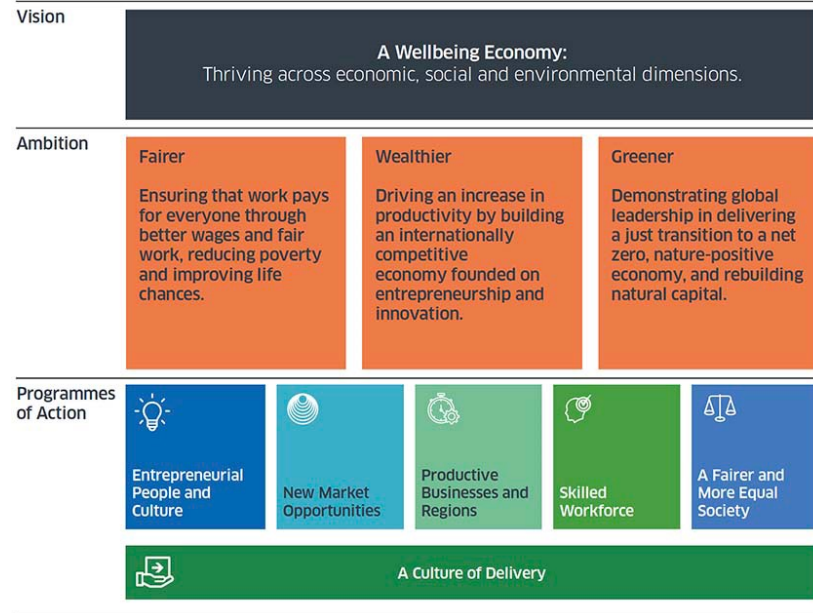 Vision
A Wellbeing Economy:
Thriving across economic, social and environmental dimensions.
Ambition
Fairer
Ensuring that work pays
for everyone through
better wages and fair
work, reducing poverty
and improving life
chances.
Wealthier
Driving an increase in
productivity by building
an internationally
competitive
economy founded on
entrepreneurship and
innovation.
Greener
Demonstrating global
leadership in delivering
a just transition to a net
zero, nature-positive
economy, and rebuilding
natural capital.
Programmes
of Action
Entrepreneurial
People and
Culture
New Market
Opportunities
Productive
Businesses and
Regions
Skilled
Workforce
A Fairer and
More Equal
Society
A Culture of Delivery